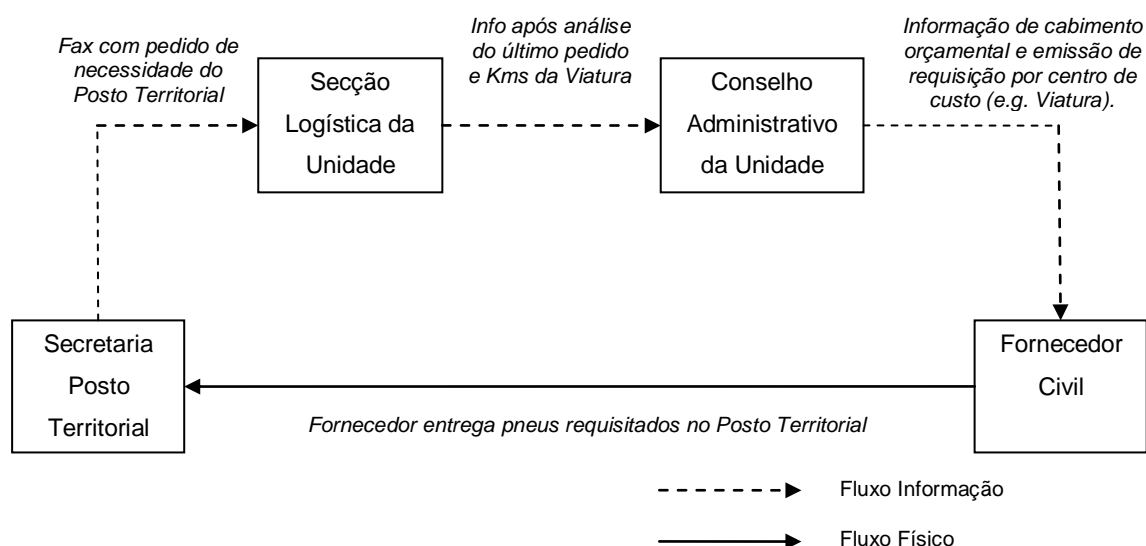 Fax com pedido de
necessidade do
Posto Territorial
Secção
Logística da
Unidade
Info após análise
do último pedido
e Kms da Viatura
Conselho
Administrativo
da Unidade
Informação de cabimento
orçamental e emissão de
requisição por centro de
custo (e.g. Viatura).
Secretaria
Posto
Territorial
Fornecedor
Civil
Fornecedor entrega pneus requisitados no Posto Territorial
Fluxo Informação
Fluxo Físico